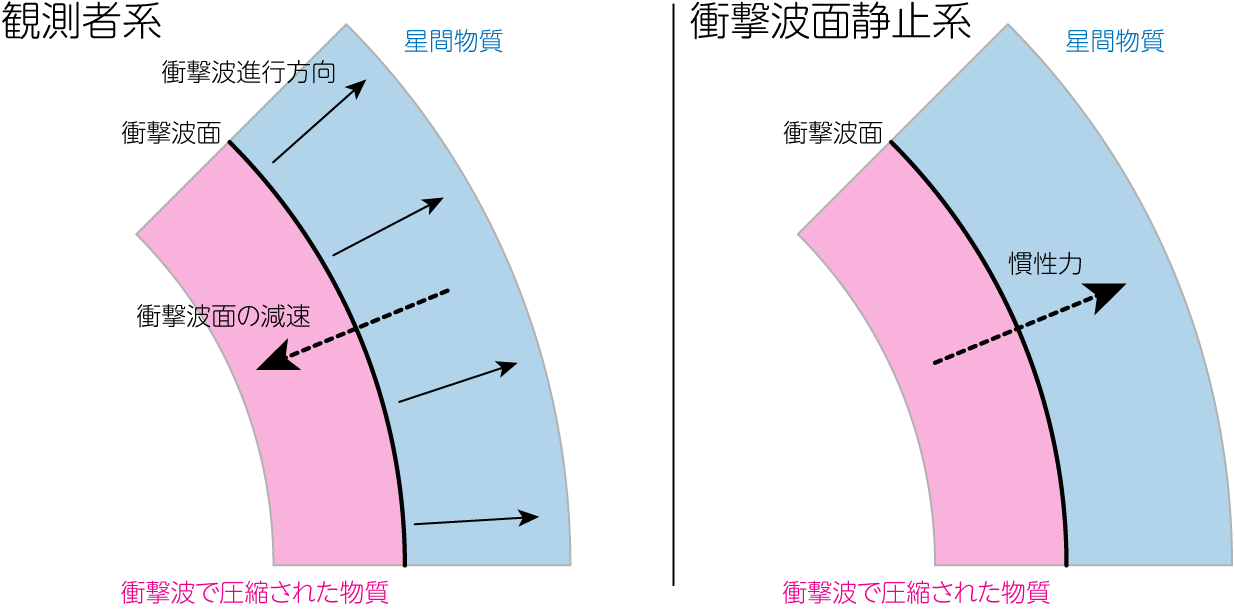 観測者系
星間物質
衝撃波進行方向
衝撃波面
衝撃波面の減速
衝撃波で圧縮された物質
衝撃波面静止系
星間物質
衝撃波面
慣性力
衝撃波で圧縮された物質